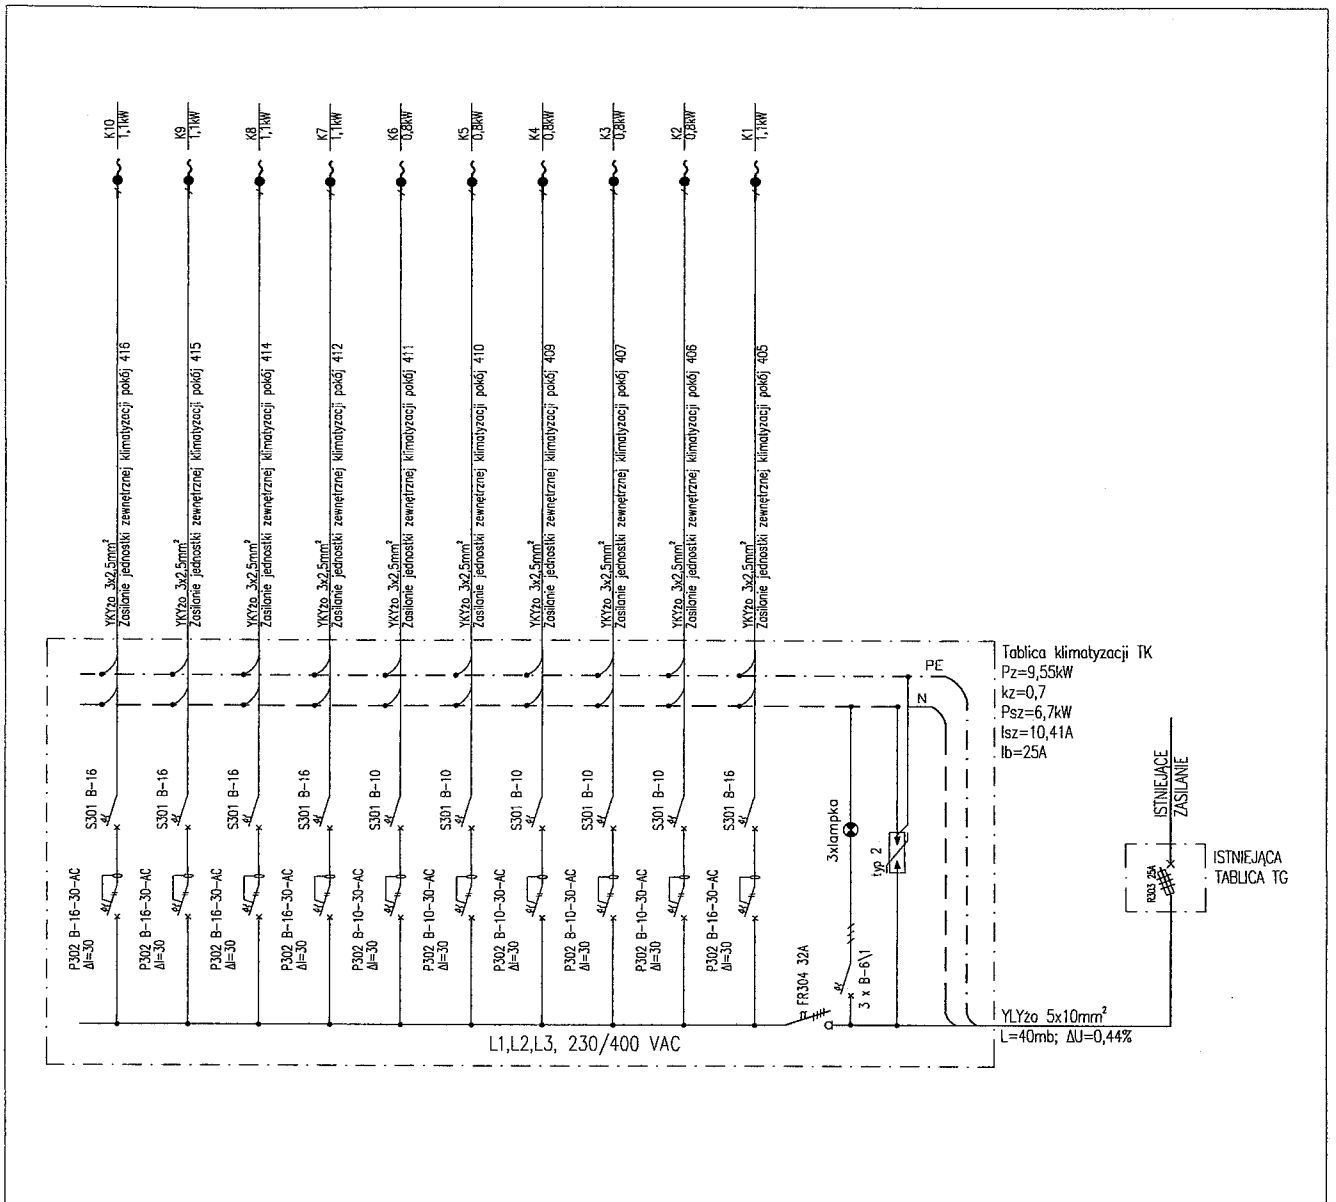 K10
1,1kW
K9
1,1kW
K8
1,1kW
K7
1,1kW
K6
0,8kW
K5
0,8kW
K4
0,8kW
K3
0,8kW
K2
0,8kW
K1
1,1kW
YKYżo 3x2,5mm²
Zasilanie jednostki zewnętrznej klimatyzacji pokój 416
YKYżo 3x2,5mm²
Zasilanie jednostki zewnętrznej klimatyzacji pokój 415
YKYżo 3x2,5mm²
Zasilanie jednostki zewnętrznej klimatyzacji pokój 414
YKYżo 3x2,5mm²
Zasilanie jednostki zewnętrznej klimatyzacji pokój 412
YKYżo 3x2,5mm²
Zasilanie jednostki zewnętrznej klimatyzacji pokój 411
YKYżo 3x2,5mm²
Zasilanie jednostki zewnętrznej klimatyzacji pokój 410
YKYżo 3x2,5mm²
Zasilanie jednostki zewnętrznej klimatyzacji pokój 409
YKYżo 3x2,5mm²
Zasilanie jednostki zewnętrznej klimatyzacji pokój 407
YKYżo 3x2,5mm²
Zasilanie jednostki zewnętrznej klimatyzacji pokój 406
YKYżo 3x2,5mm²
Zasilanie jednostki zewnętrznej klimatyzacji pokój 405
Tablica klimatyzacji TK
Pz=9,55kW
kz=0,7
Psz=6,7kW
Isz=10,41A
Ib=25A
PE
N
S301 B-16
S301 B-16
S301 B-16
S301 B-16
S301 B-10
S301 B-10
S301 B-10
S301 B-10
S301 B-10
S301 B-16
3xlampka
typ 2
ISTNIEJĄCE
ZASILANIE
ISTNIEJĄCA
TABLICA TG
R303 25A
P302 B-16-30-AC
ΔI=30
P302 B-16-30-AC
ΔI=30
P302 B-16-30-AC
ΔI=30
P302 B-16-30-AC
ΔI=30
P302 B-10-30-AC
ΔI=30
P302 B-10-30-AC
ΔI=30
P302 B-10-30-AC
ΔI=30
P302 B-10-30-AC
ΔI=30
P302 B-10-30-AC
ΔI=30
P302 B-16-30-AC
ΔI=30
FR304 32A
3 x B-6\1
L1,L2,L3, 230/400 VAC
YLYżo 5x10mm²
L=40mb; ΔU=0,44%